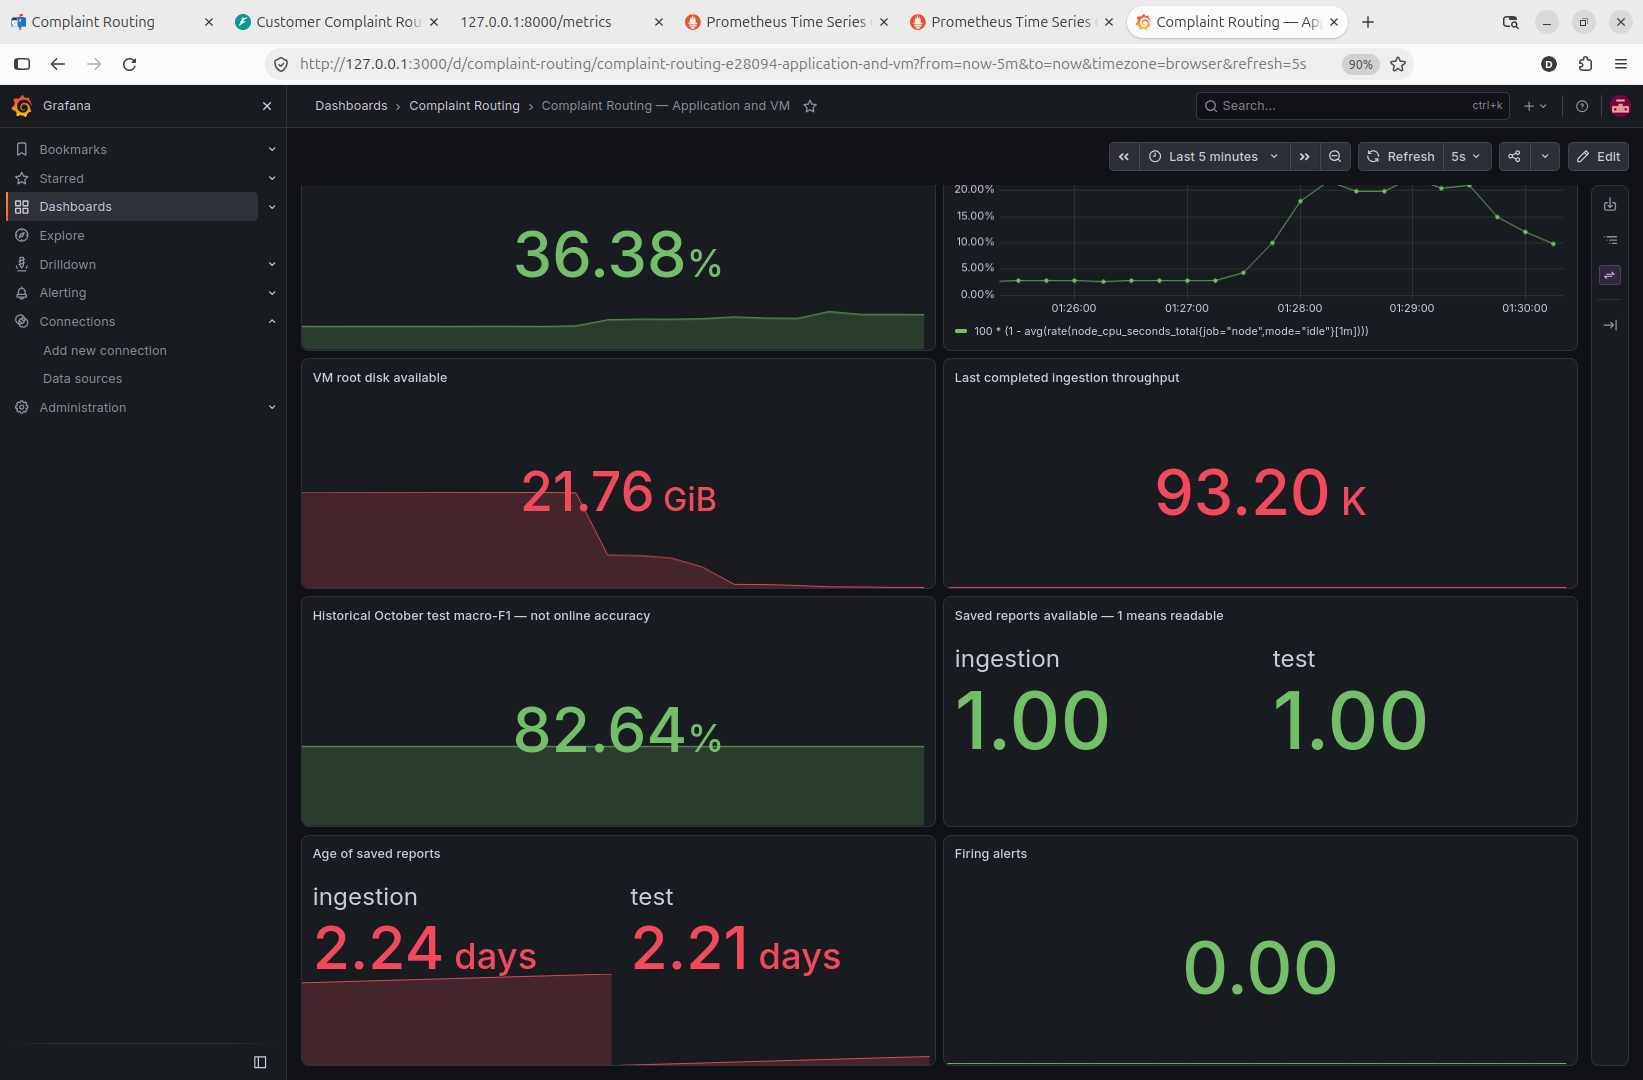 Complaint Routing
Customer Complaint Rou
127.0.0.1:8000/metrics
Prometheus Time Series
Prometheus Time Series
Complaint Routing — Ap
http://127.0.0.1:3000/d/complaint-routing/complaint-routing-e28094-application-and-vm?from=now-5m&to=now&timezone=browser&refresh=5s
90%
Grafana
Dashboards › Complaint Routing › Complaint Routing — Application and VM
Search...
ctrl+k
Bookmarks
Starred
Dashboards
Explore
Drilldown
Alerting
Connections
Add new connection
Data sources
Administration
Last 5 minutes
Refresh
5s
Edit
36.38%
20.00%
15.00%
10.00%
5.00%
0.00%
01:26:00 01:27:00 01:28:00 01:29:00 01:30:00
100 * (1 - avg(rate(node_cpu_seconds_total{job="node",mode="idle"}[1m])))
VM root disk available
21.76 GiB
Last completed ingestion throughput
93.20 K
Historical October test macro-F1 — not online accuracy
82.64%
Saved reports available — 1 means readable
ingestion
1.00
test
1.00
Age of saved reports
ingestion
2.24 days
test
2.21 days
Firing alerts
0.00